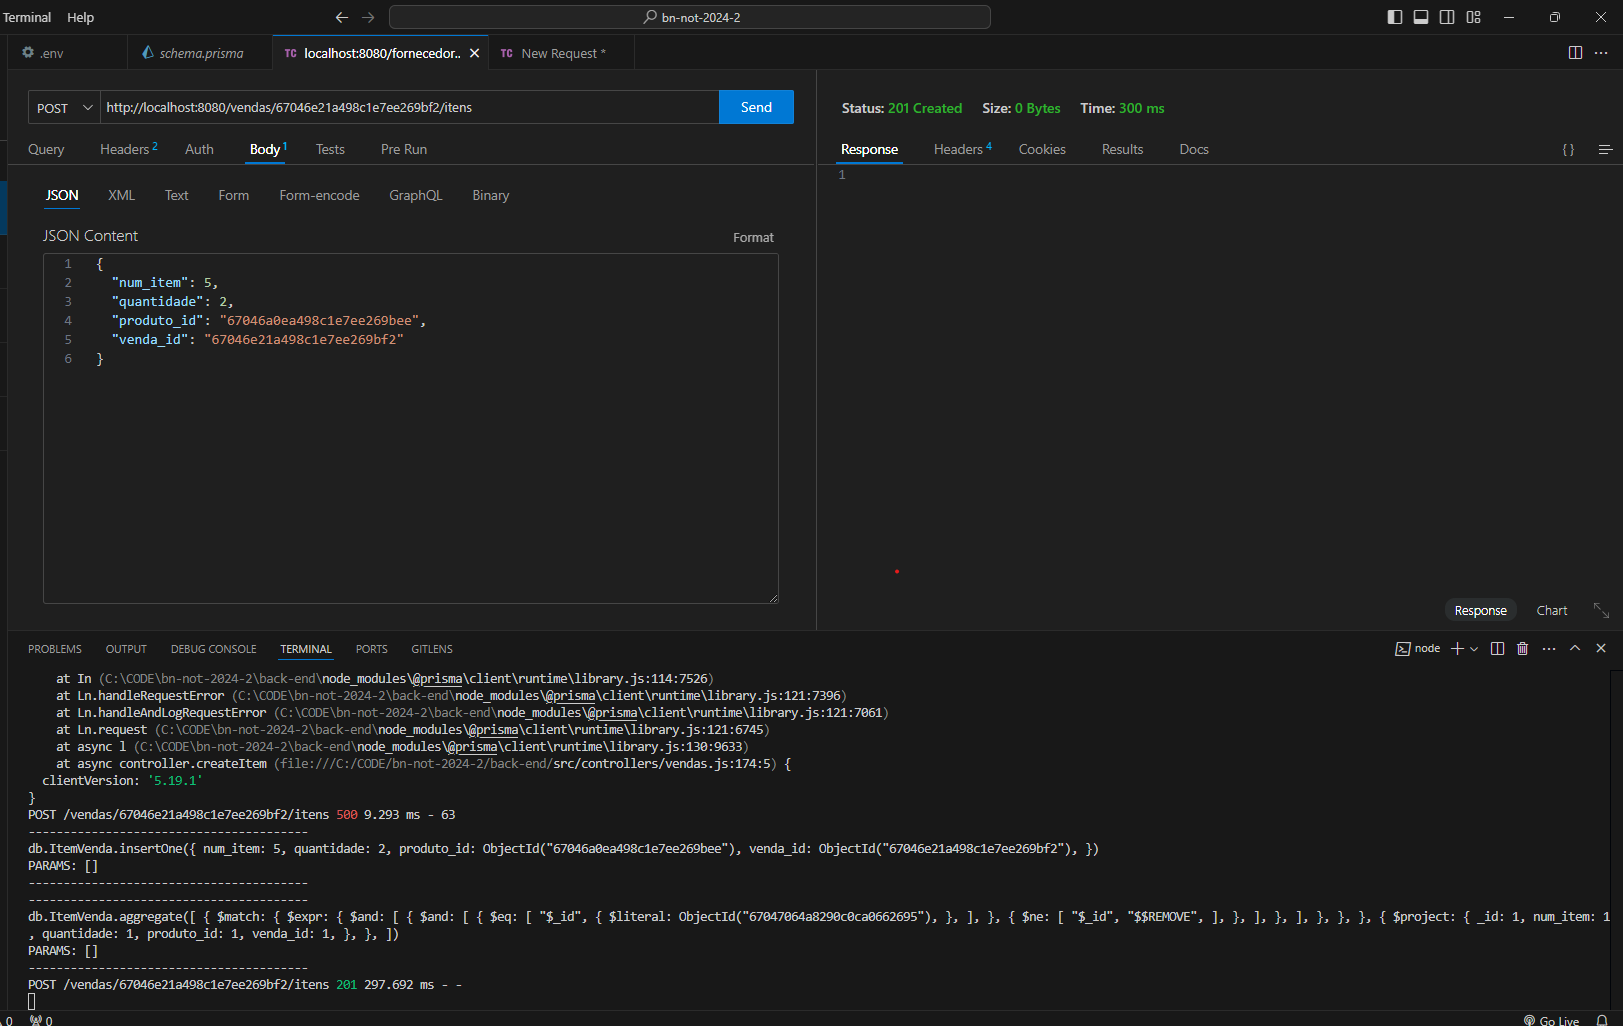 Terminal Help
bn-not-2024-2
.env
schema.prisma
TC localhost:8080/fornecedor..
TC New Request *
POST
http://localhost:8080/vendas/67046e21a498c1e7ee269bf2/itens
Send
Query Headers 2 Auth Body 1 Tests Pre Run
JSON XML Text Form Form-encode GraphQL Binary
JSON Content
Format
1 {
2 "num_item": 5,
3 "quantidade": 2,
4 "produto_id": "67046a0ea498c1e7ee269bee",
5 "venda_id": "67046e21a498c1e7ee269bf2"
6 }
Status: 201 Created Size: 0 Bytes Time: 300 ms
Response Headers 4 Cookies Results Docs
{ }
1
Response Chart
PROBLEMS OUTPUT DEBUG CONSOLE TERMINAL PORTS GITLENS
node
at In (C:\CODE\bn-not-2024-2\back-end\node_modules\@prisma\client\runtime\library.js:114:7526)
at Ln.handleRequestError (C:\CODE\bn-not-2024-2\back-end\node_modules\@prisma\client\runtime\library.js:121:7396)
at Ln.handleAndLogRequestError (C:\CODE\bn-not-2024-2\back-end\node_modules\@prisma\client\runtime\library.js:121:7061)
at Ln.request (C:\CODE\bn-not-2024-2\back-end\node_modules\@prisma\client\runtime\library.js:121:6745)
at async l (C:\CODE\bn-not-2024-2\back-end\node_modules\@prisma\client\runtime\library.js:130:9633)
at async controller.createItem (file:///C:/CODE/bn-not-2024-2/back-end/src/controllers/vendas.js:174:5) {
clientVersion: '5.19.1'
}
POST /vendas/67046e21a498c1e7ee269bf2/itens 500 9.293 ms - 63
----------------------------------------
db.ItemVenda.insertOne({ num_item: 5, quantidade: 2, produto_id: ObjectId("67046a0ea498c1e7ee269bee"), venda_id: ObjectId("67046e21a498c1e7ee269bf2"), })
PARAMS: []
----------------------------------------
----------------------------------------
db.ItemVenda.aggregate([ { $match: { $expr: { $and: [ { $and: [ { $eq: [ "$_id", { $literal: ObjectId("67047064a8290c0ca0662695"), }, ], }, { $ne: [ "$_id", "$$REMOVE", ], }, ], }, ], }, }, }, { $project: { _id: 1, num_item: 1
, quantidade: 1, produto_id: 1, venda_id: 1, }, }, ])
PARAMS: []
----------------------------------------
POST /vendas/67046e21a498c1e7ee269bf2/itens 201 297.692 ms - -
0 0
Go Live